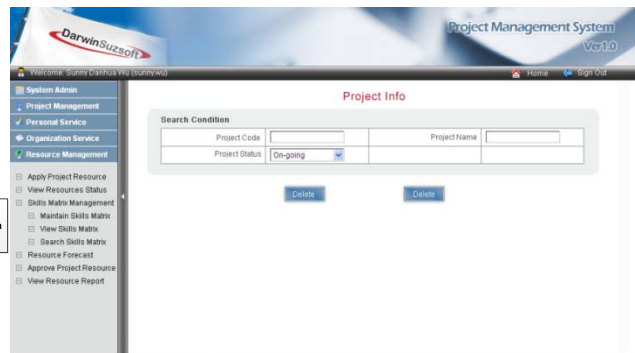 DarwinSuzsoft
Project Management System
Ver1.0
Welcome: Sunny Danhua Wu (sunny.wu)
Home
Sign Out
System Admin
Project Management
Personal Service
Organization Service
Resource Management
Apply Project Resource
View Resources Status
Skills Matrix Management
Maintain Skills Matrix
View Skills Matrix
Search Skills Matrix
Resource Forecast
Approve Project Resource
View Resource Report
Project Info
Search Condition
Project Code
Project Name
Project Status
On-going
Delete
Delete